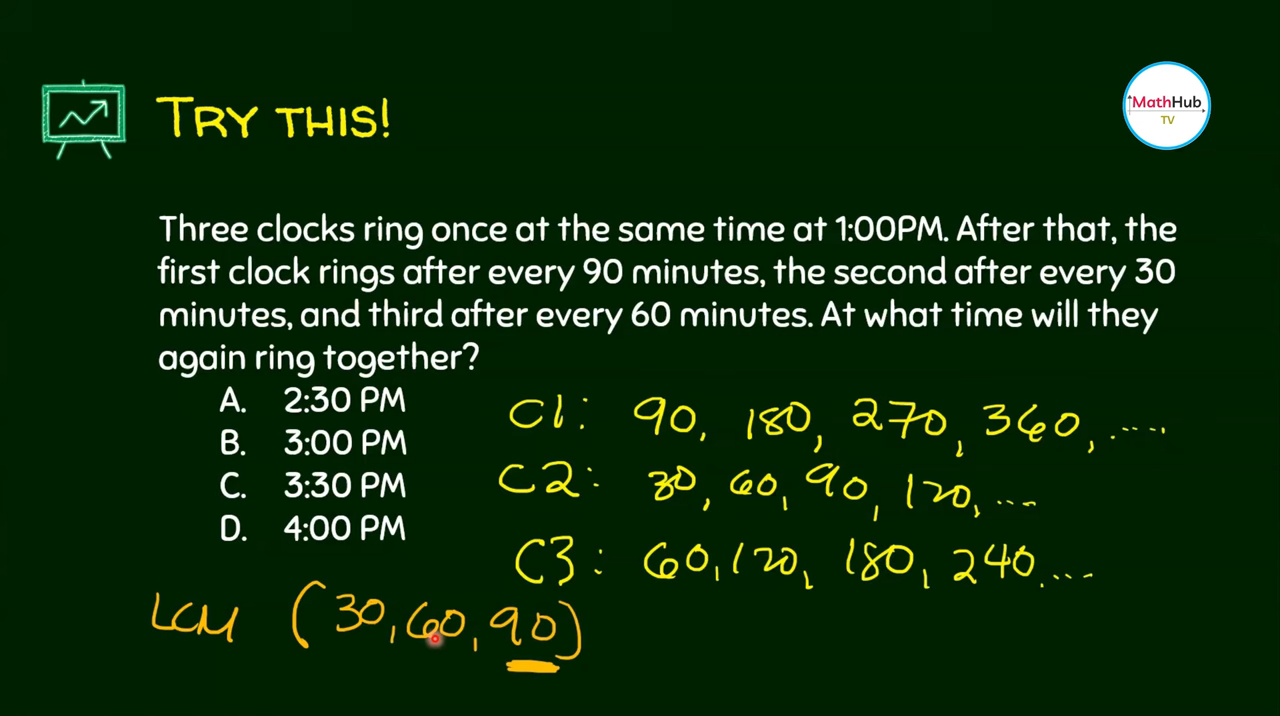 TRY THIS!
MathHub
TV
Three clocks ring once at the same time at 1:00PM. After that, the
first clock rings after every 90 minutes, the second after every 30
minutes, and third after every 60 minutes. At what time will they
again ring together?
A. 2:30 PM
B. 3:00 PM
C. 3:30 PM
D. 4:00 PM
C1: 90, 180, 270, 360, .....
C2: 30, 60, 90, 120, ...
C3: 60, 120, 180, 240, ....
LCM (30, 60, 90)